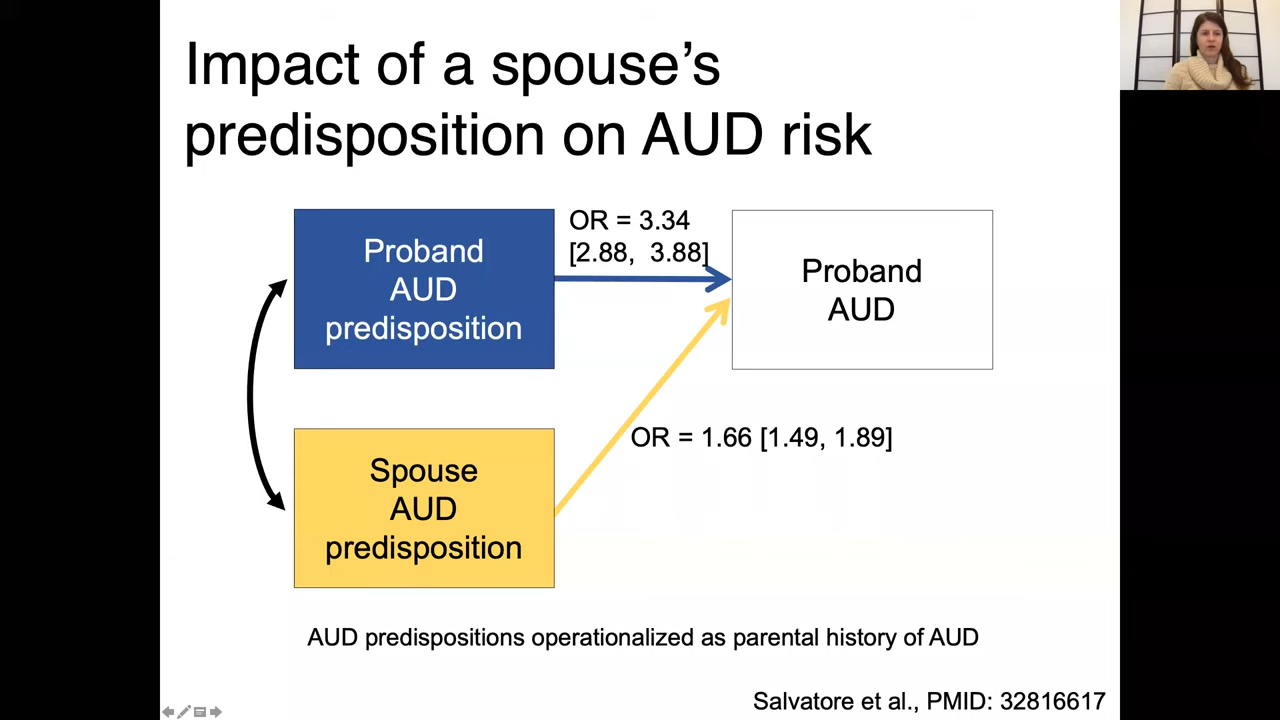 Impact of a spouse’s
predisposition on AUD risk
Proband
AUD
predisposition
OR = 3.34
[2.88,  3.88]
Proband
AUD
OR = 1.66 [1.49, 1.89]
Spouse
AUD
predisposition
AUD predispositions operationalized as parental history of AUD
Salvatore et al., PMID: 32816617